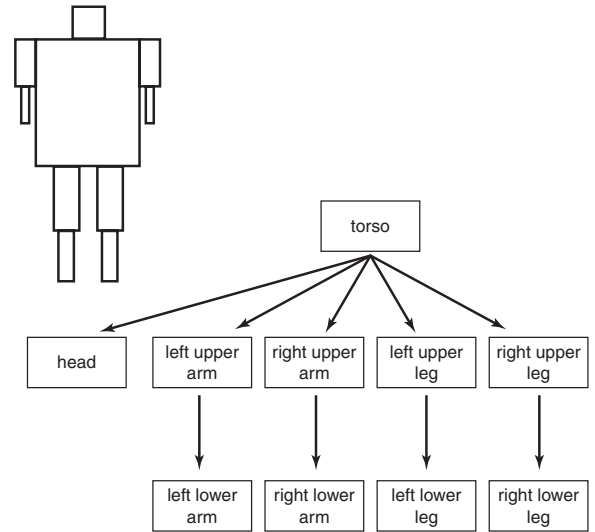 torso
head
left upper
arm
right upper
arm
left upper
leg
right upper
leg
left lower
arm
right lower
arm
left lower
leg
right lower
leg